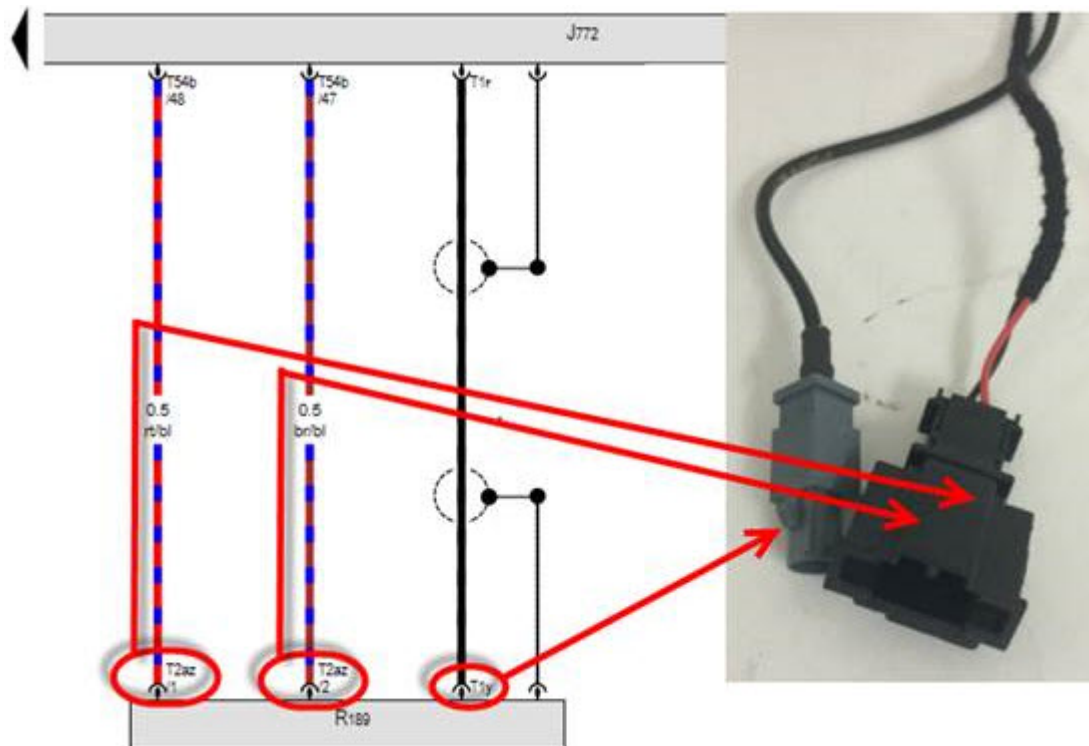 J772
T54b
/48
T54b
/47
T1r
0.5
rt/bl
0.5
br/bl
T2az
/1
T2az
/2
T1y
R189